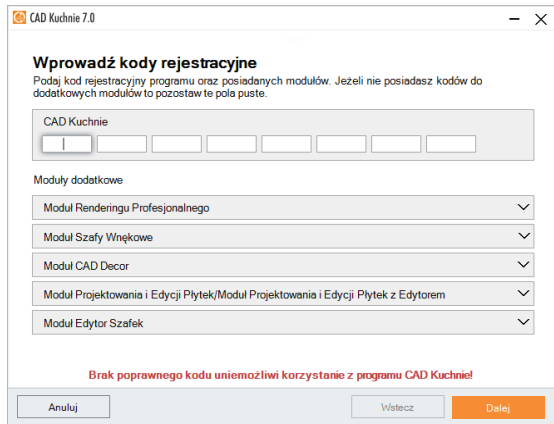 CAD Kuchnie 7.0
Wprowadź kody rejestracyjne
Podaj kod rejestracyjny programu oraz posiadanych modułów. Jeżeli nie posiadasz kodów do
dodatkowych modułów to pozostaw te pola puste.
CAD Kuchnie
Moduły dodatkowe
Moduł Renderingu Profesjonalnego
Moduł Szafy Wnękowe
Moduł CAD Decor
Moduł Projektowania i Edycji Płytek/Moduł Projektowania i Edycji Płytek z Edytorem
Moduł Edytor Szafek
Brak poprawnego kodu uniemożliwi korzystanie z programu CAD Kuchnie!
Anuluj Wstecz Dalej